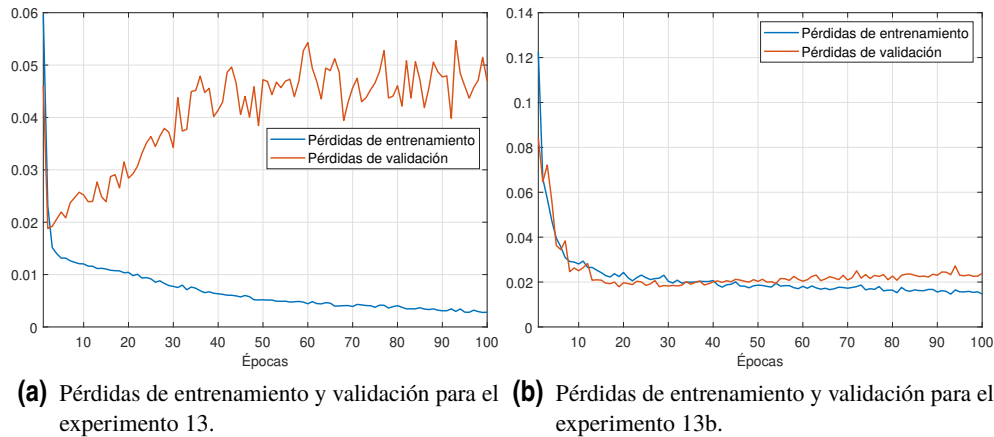 0.06
0.05
0.04
0.03
0.02
0.01
0
10 20 30 40 50 60 70 80 90 100
Épocas
Pérdidas de entrenamiento
Pérdidas de validación
0.14
0.12
0.1
0.08
0.06
0.04
0.02
0
10 20 30 40 50 60 70 80 90 100
Épocas
Pérdidas de entrenamiento
Pérdidas de validación
(a) Pérdidas de entrenamiento y validación para el
experimento 13.
(b) Pérdidas de entrenamiento y validación para el
experimento 13b.